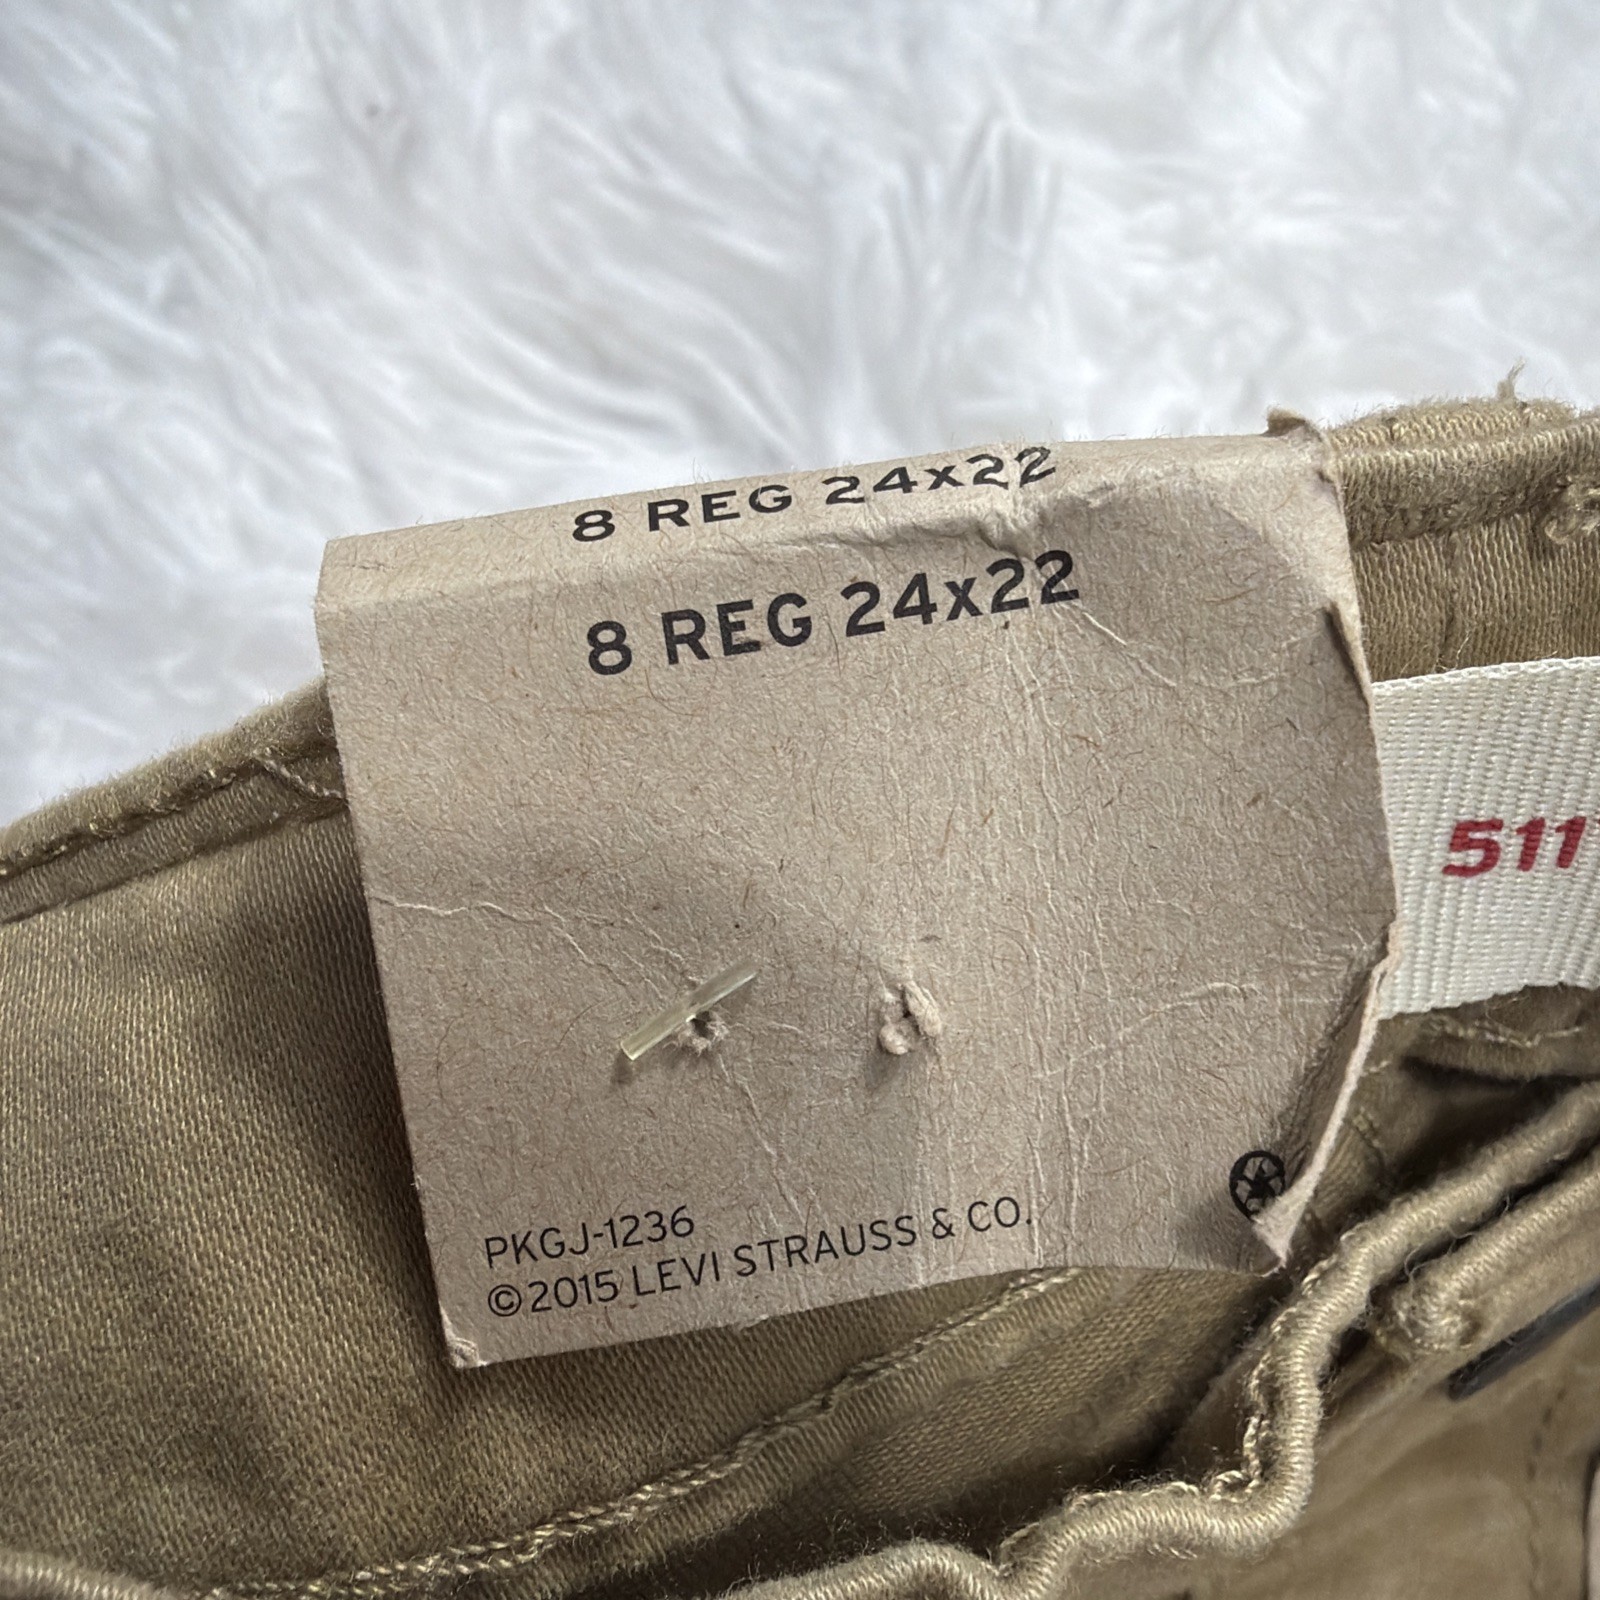 8 REG 24x22
8 REG 24x22
511
PKGJ-1236
©2015 LEVI STRAUSS & CO.